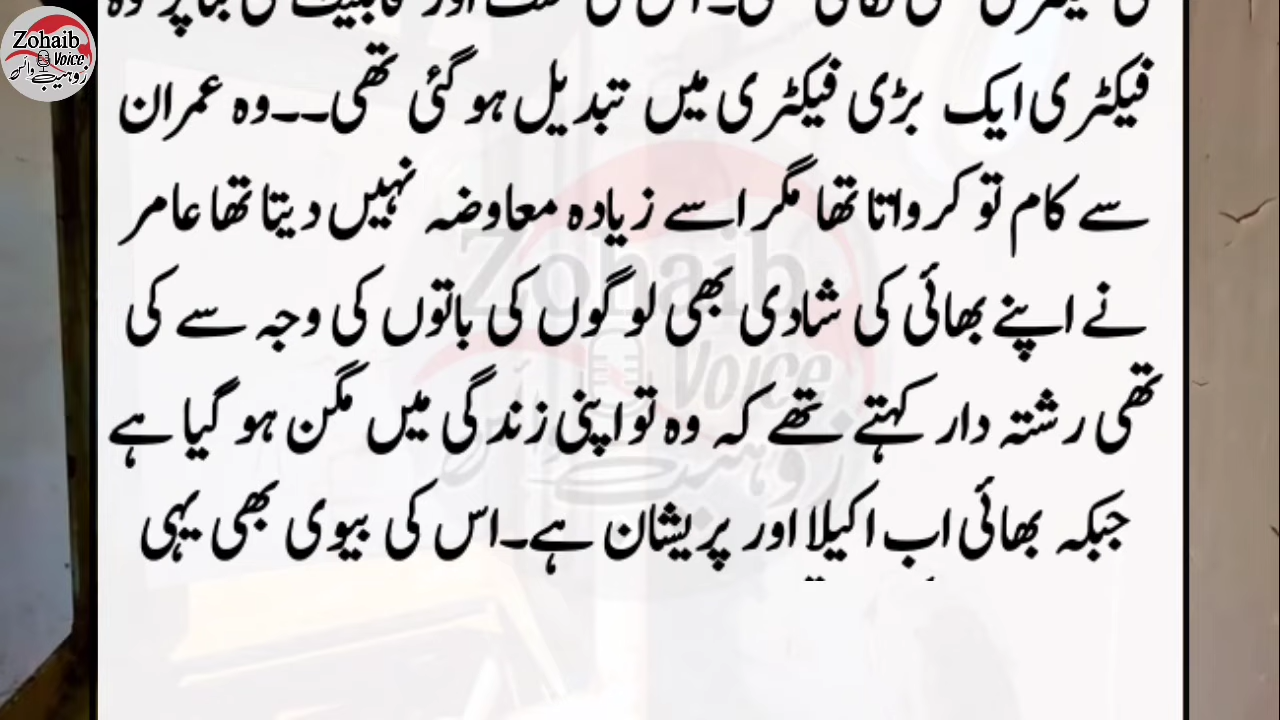 Zohaib
Voice
زوہیب وائس
فیکٹری ایک بڑی فیکٹری میں تبدیل ہو گئی تھی۔۔وہ عمران
سے کام تو کرواتا تھا مگر اسے زیادہ معاوضہ نہیں دیتا تھا عامر
نے اپنے بھائی کی شادی بھی لوگوں کی باتوں کی وجہ سے کی
تھی رشتہ دار کہتے تھے کہ وہ تو اپنی زندگی میں مگن ہو گیا ہے
جبکہ بھائی اب اکیلا اور پریشان ہے۔اس کی بیوی بھی یہی